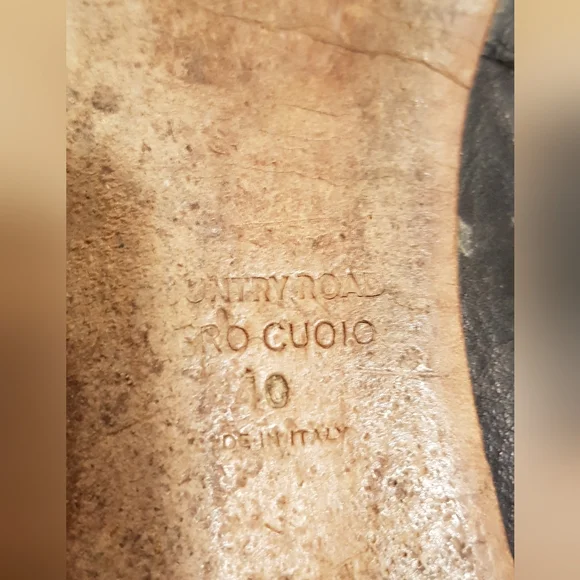 UNTRY ROAD
RO CUOIO
10
DE IN ITALY